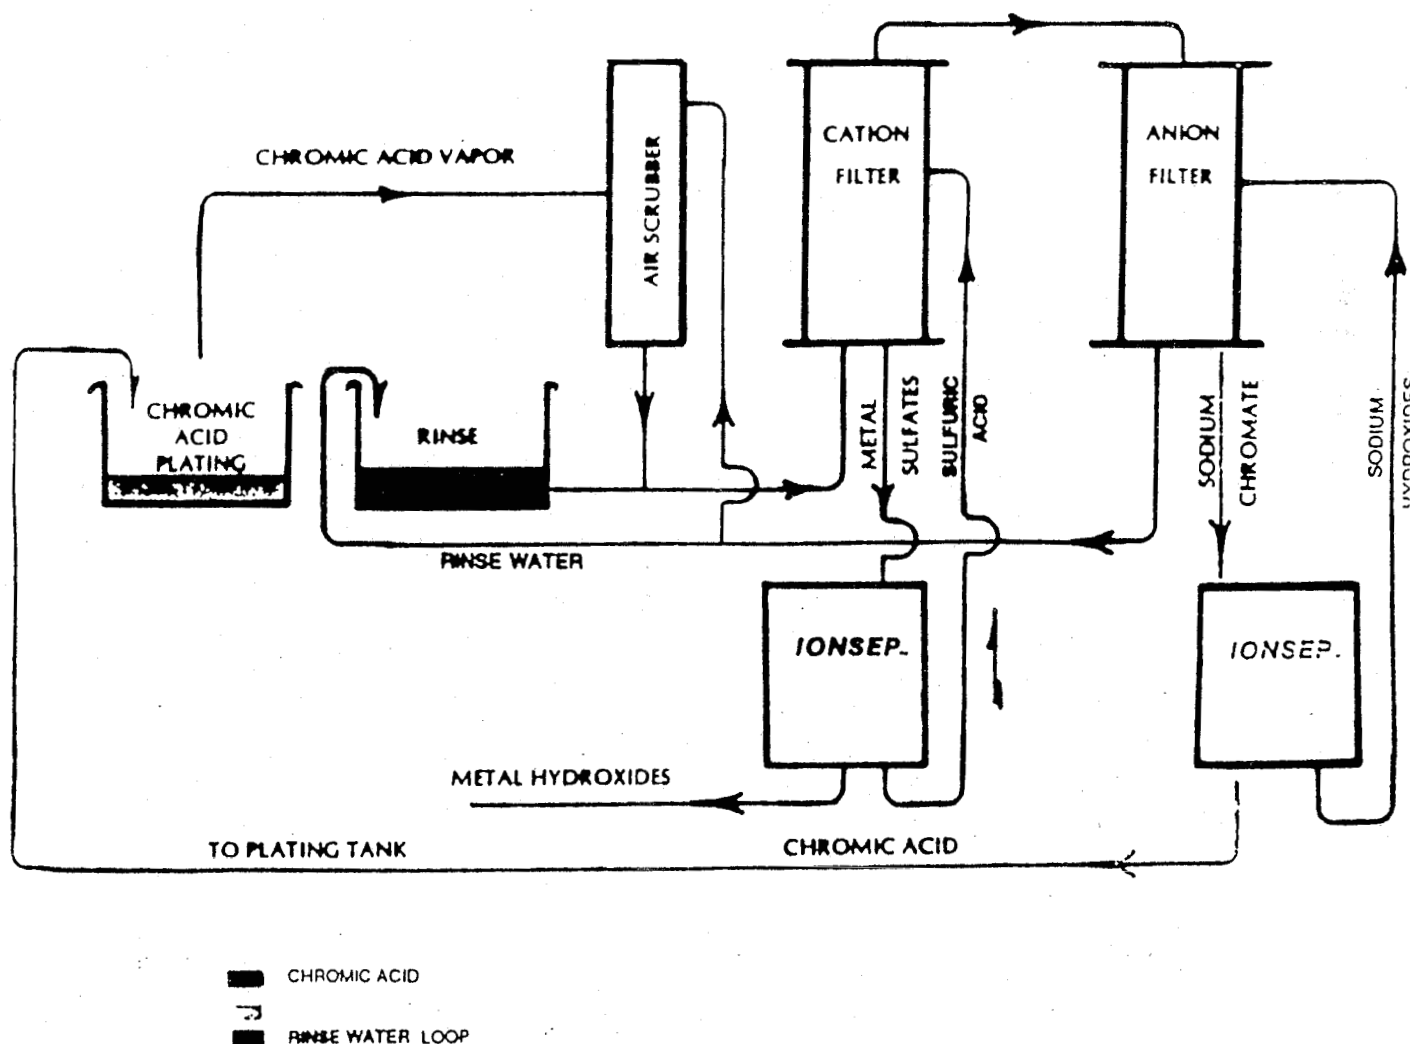 CHROMIC ACID VAPOR
AIR SCRUBBER
CATION
FILTER
ANION
FILTER
CHROMIC
ACID
PLATING
RINSE
METAL
SULFATES
SULFURIC
ACID
SODIUM
CHROMATE
SODIUM
HYDROXIDES
RINSE WATER
IONSEP
IONSEP
METAL HYDROXIDES
TO PLATING TANK
CHROMIC ACID
CHROMIC ACID
RINSE WATER LOOP